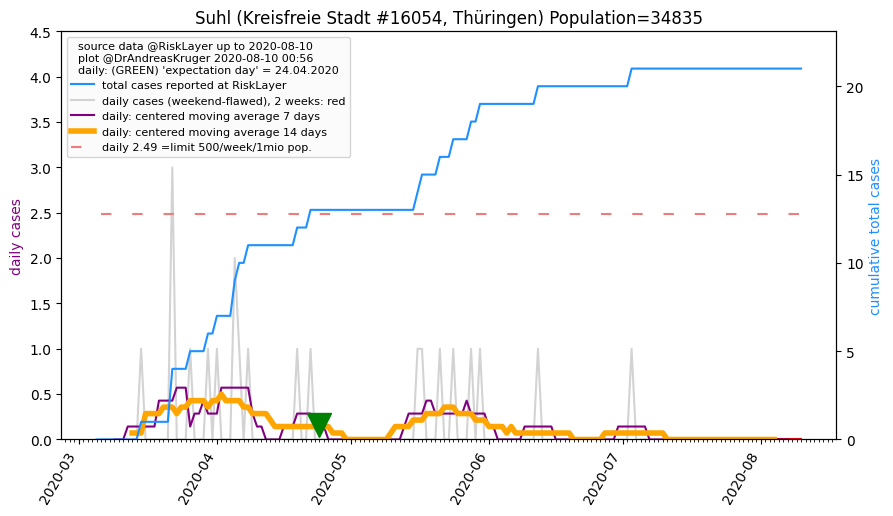 Suhl (Kreisfreie Stadt #16054, Thüringen) Population=34835
source data @RiskLayer up to 2020-08-10
plot @DrAndreasKruger 2020-08-10 00:56
daily: (GREEN) 'expectation day' = 24.04.2020
total cases reported at RiskLayer
daily cases (weekend-flawed), 2 weeks: red
daily: centered moving average 7 days
daily: centered moving average 14 days
daily 2.49 =limit 500/week/1mio pop.
daily cases
4.5
4.0
3.5
3.0
2.5
2.0
1.5
1.0
0.5
0.0
cumulative total cases
20
15
10
5
0
2020-03
2020-04
2020-05
2020-06
2020-07
2020-08